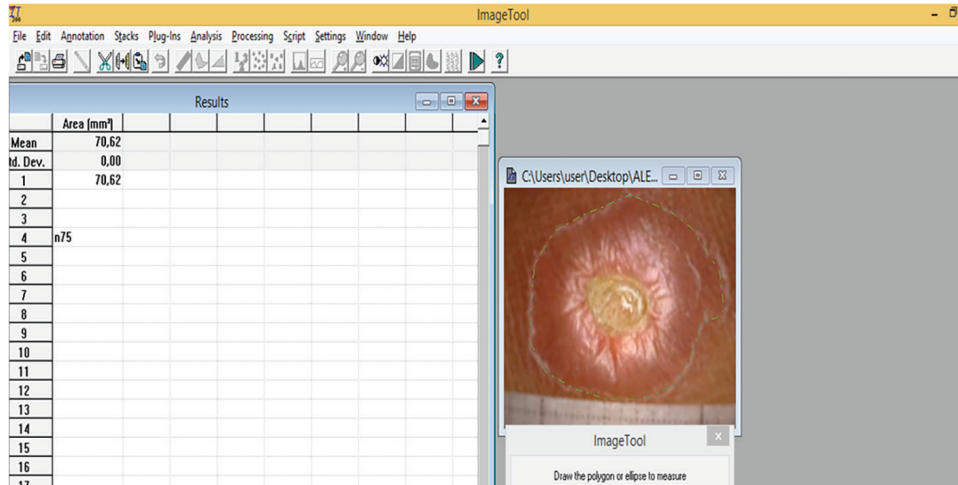 ImageTool
File Edit Annotation Stacks Plug-Ins Analysis Processing Script Settings Window Help
Results
Area (mm²)
Mean 70,62
td. Dev. 0,00
1 70,62
2
3
4 n75
5
6
7
8
9
10
11
12
13
14
15
16
17
C:\Users\user\Desktop\ALE...
ImageTool
Draw the polygon or ellipse to measure